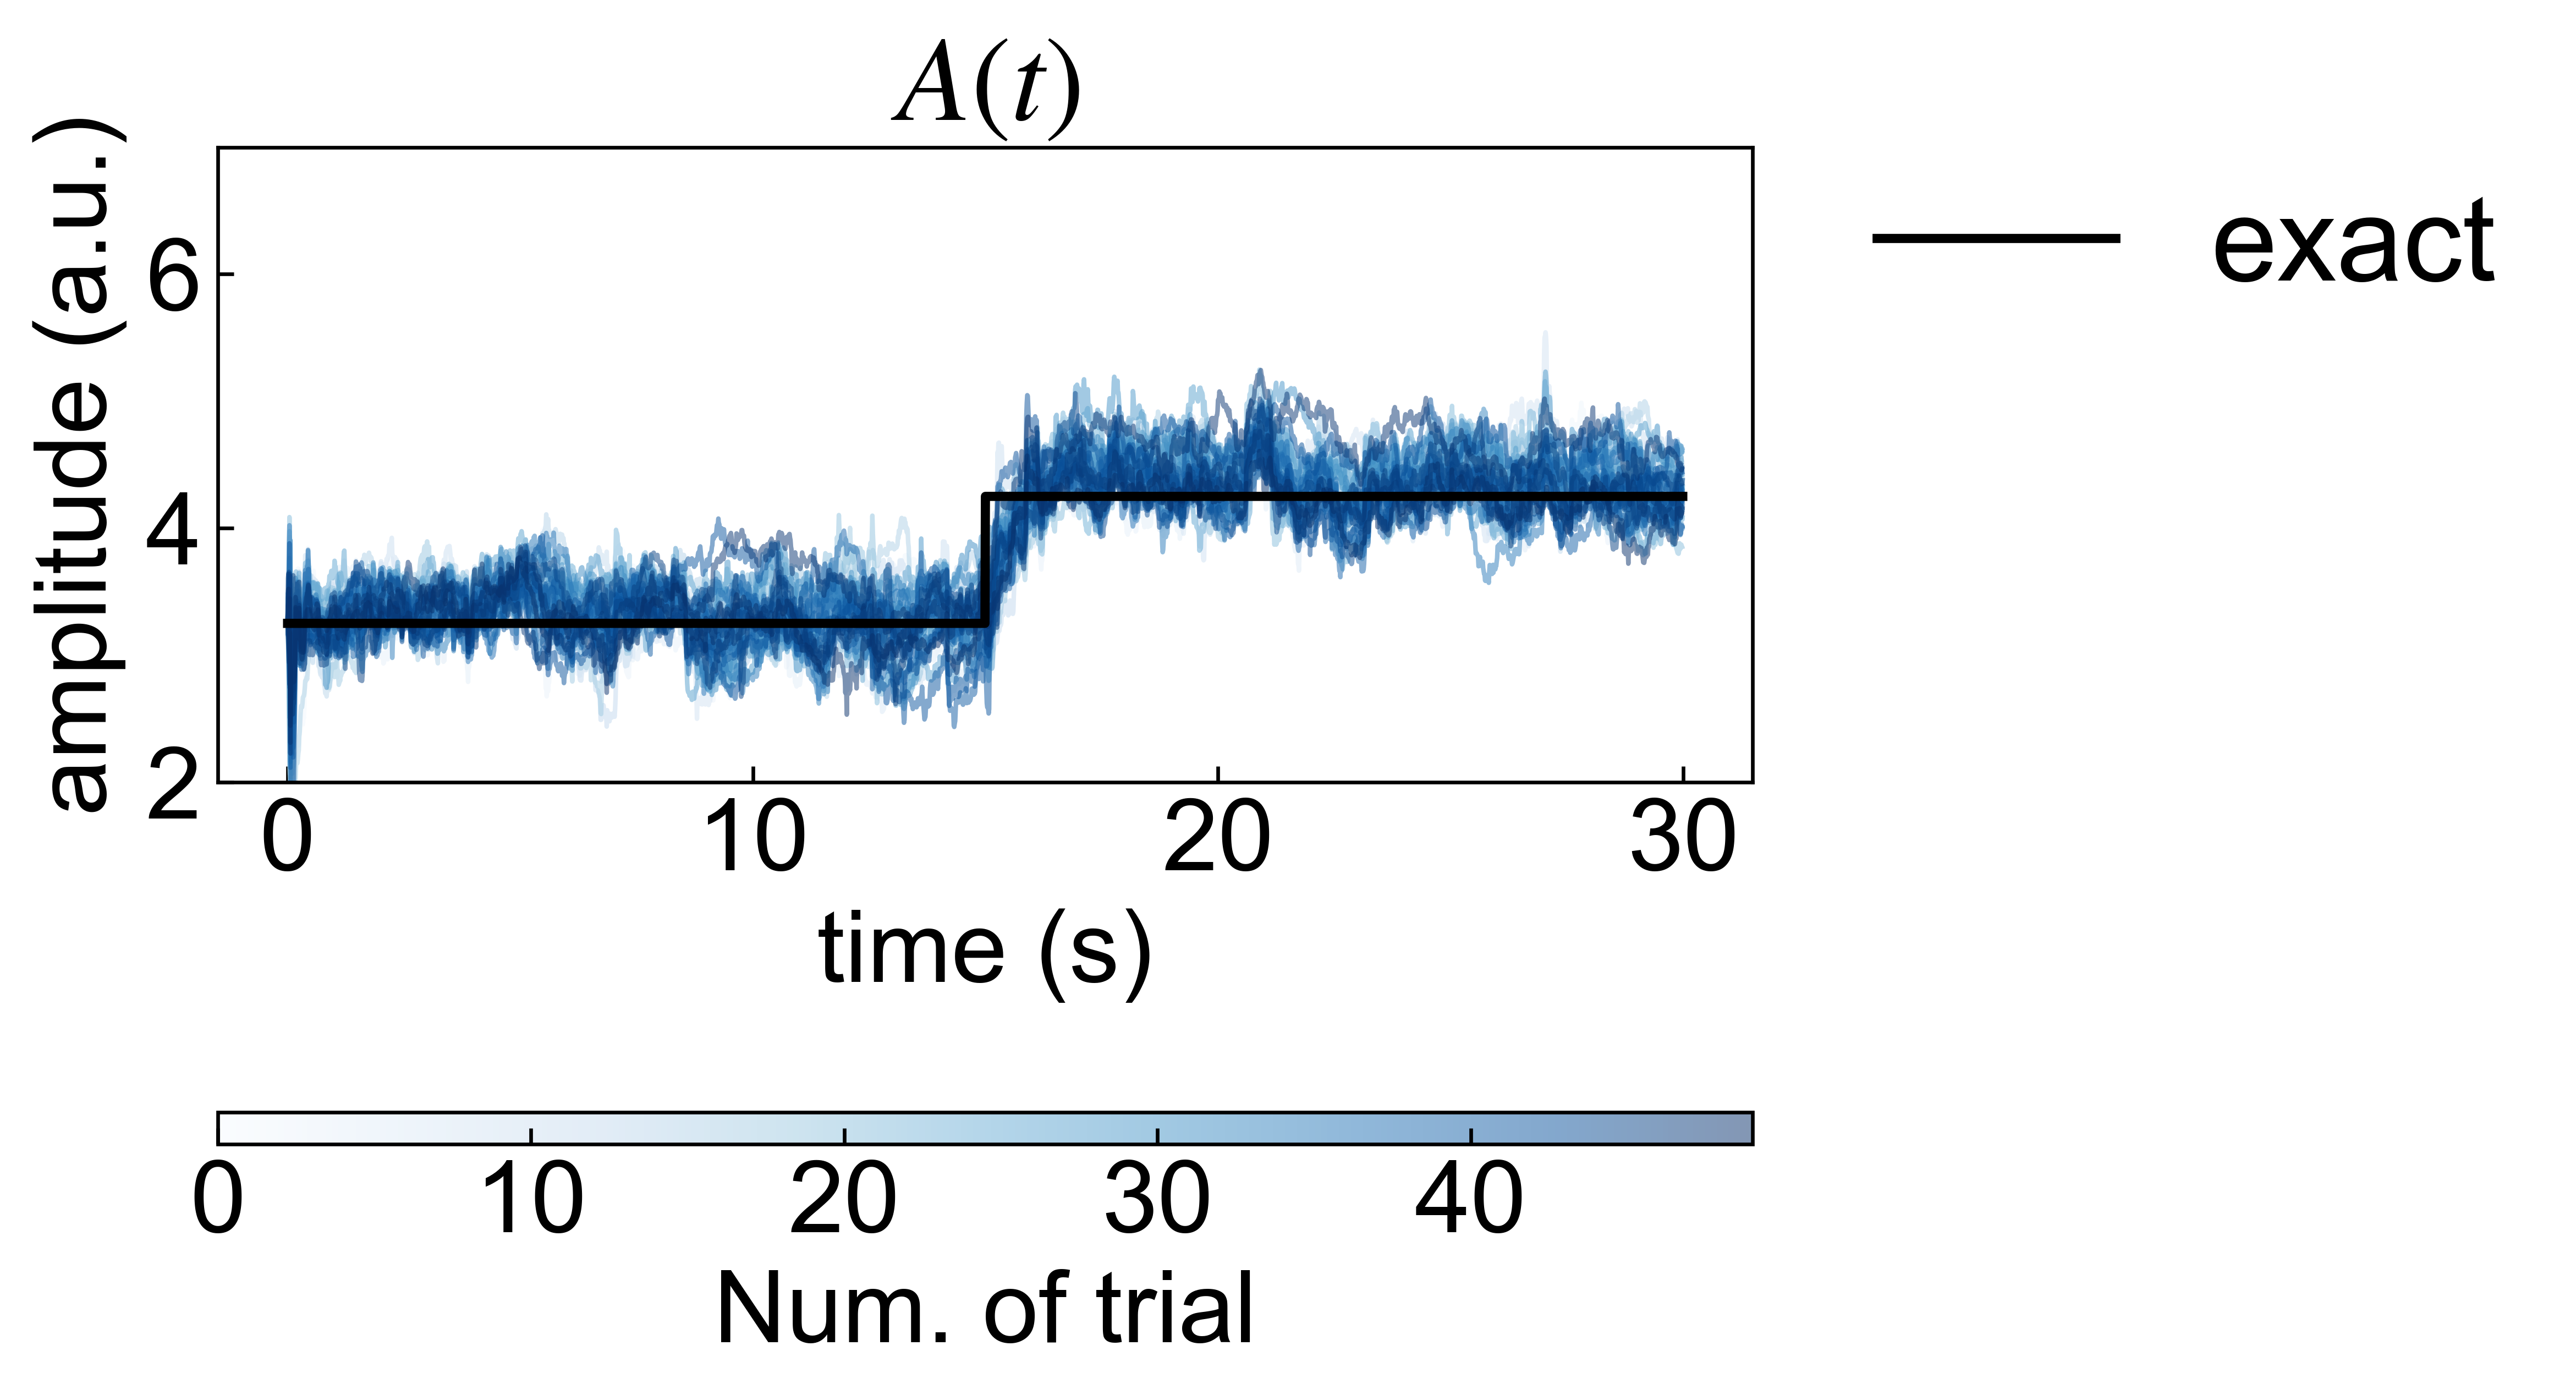 A(t)
exact
amplitude (a.u.)
6
4
2
0 10 20 30
time (s)
0 10 20 30 40
Num. of trial